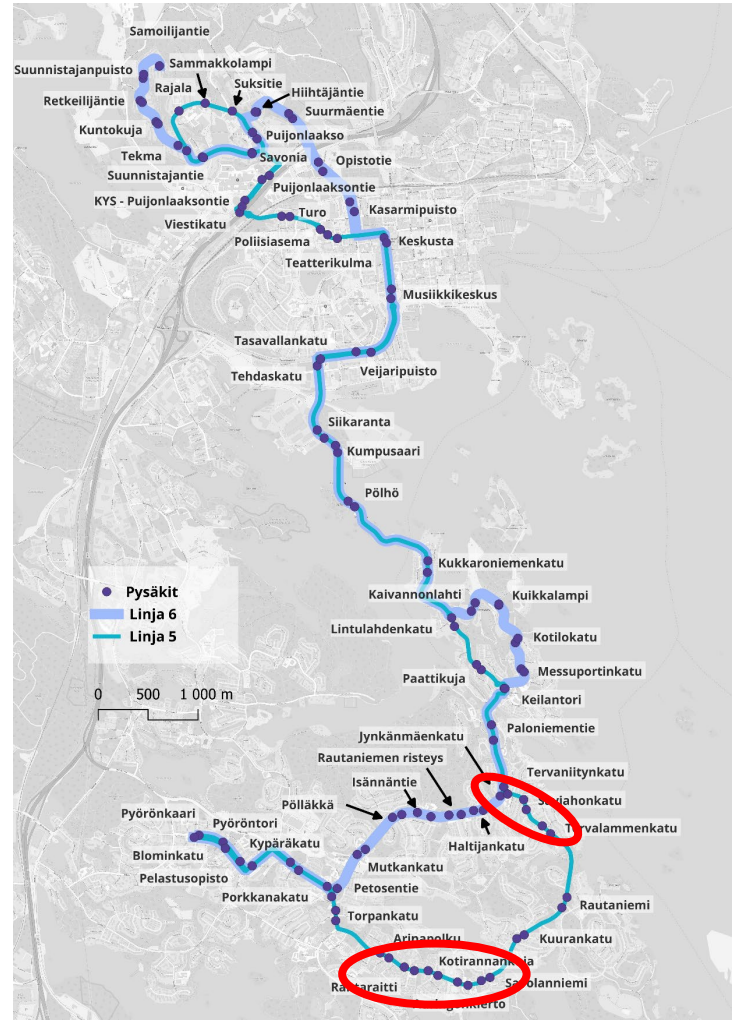 Samoilijantie
Suunnistajanpuisto
Sammakkolampi
Rajala
Suksitie
Hiihtäjäntie
Retkeilijäntie
Suurmäentie
Kuntokuja
Puijonlaakso
Tekma
Savonia
Opistotie
Suunnistajantie
Puijonlaaksontie
KYS - Puijonlaaksontie
Turo
Kasarmipuisto
Viestikatu
Poliisiasema
Keskusta
Teatterikulma
Musiikkikeskus
Tasavallankatu
Veijaripuisto
Tehdaskatu
Siikaranta
Kumpusaari
Pölhö
Kukkaroniemenkatu
Pysäkit
Linja 6
Linja 5
Kaivannonlahti
Kuikkalampi
Lintulahdenkatu
Kotilokatu
Paattikuja
Messuportinkatu
Keilantori
0 500 1 000 m
Paloniementie
Jynkänmäenkatu
Rautaniemen risteys
Tervaniitynkatu
Isännäntie
Pölläkkä
Pyörönkaari
Pyöröntori
Kypäräkatu
Haltijankatu
Blominkatu
Mutkankatu
Pelastusopisto
Petosentie
Porkkanakatu
Torpankatu
Rautaniemi
Kuurankatu